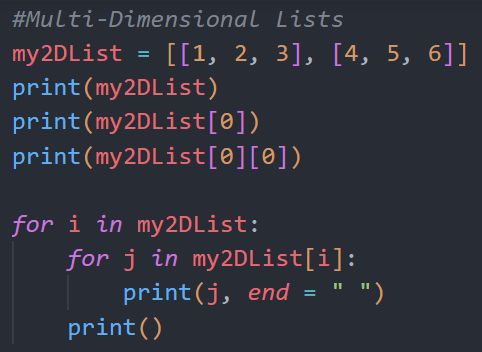 #Multi-Dimensional Lists
my2DList = [[1, 2, 3], [4, 5, 6]]
print(my2DList)
print(my2DList[0])
print(my2DList[0][0])

for i in my2DList:
    for j in my2DList[i]:
        print(j, end = " ")
    print()